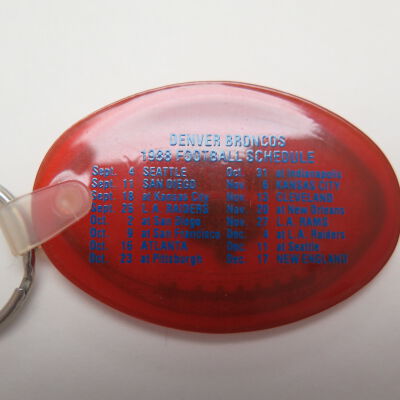 DENVER BRONCOS
1988 FOOTBALL SCHEDULE
Sept. 4 SEATTLE Oct. 31 at Indianapolis
Sept. 11 SAN DIEGO Nov. 6 KANSAS CITY
Sept. 18 at Kansas City Nov. 13 CLEVELAND
Sept. 26 L.A. RAIDERS Nov. 20 at New Orleans
Oct. 2 at San Diego Nov. 27 L.A. RAMS
Oct. 9 at San Francisco Dec. 4 at L.A. Raiders
Oct. 16 ATLANTA Dec. 11 at Seattle
Oct. 23 at Pittsburgh Dec. 17 NEW ENGLAND